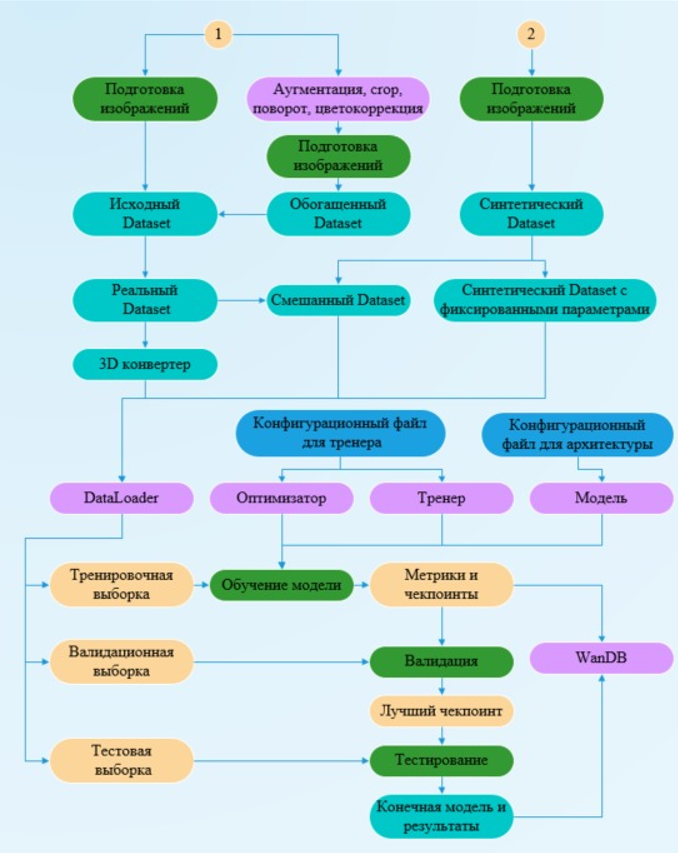 1
2
Подготовка
изображений
Аугментация, crop,
поворот, цветокоррекция
Подготовка
изображений
Подготовка
изображений
Исходный
Dataset
Обогащенный
Dataset
Синтетический
Dataset
Реальный
Dataset
Смешанный Dataset
Синтетический Dataset с
фиксированными параметрами
3D конвертер
Конфигурационный файл
для тренера
Конфигурационный
файл для архитектуры
DataLoader
Оптимизатор
Тренер
Модель
Тренировочная
выборка
Обучение модели
Метрики и
чекпоинты
Валидационная
выборка
Валидация
WanDB
Лучший чекпоинт
Тестовая
выборка
Тестирование
Конечная модель и
результаты